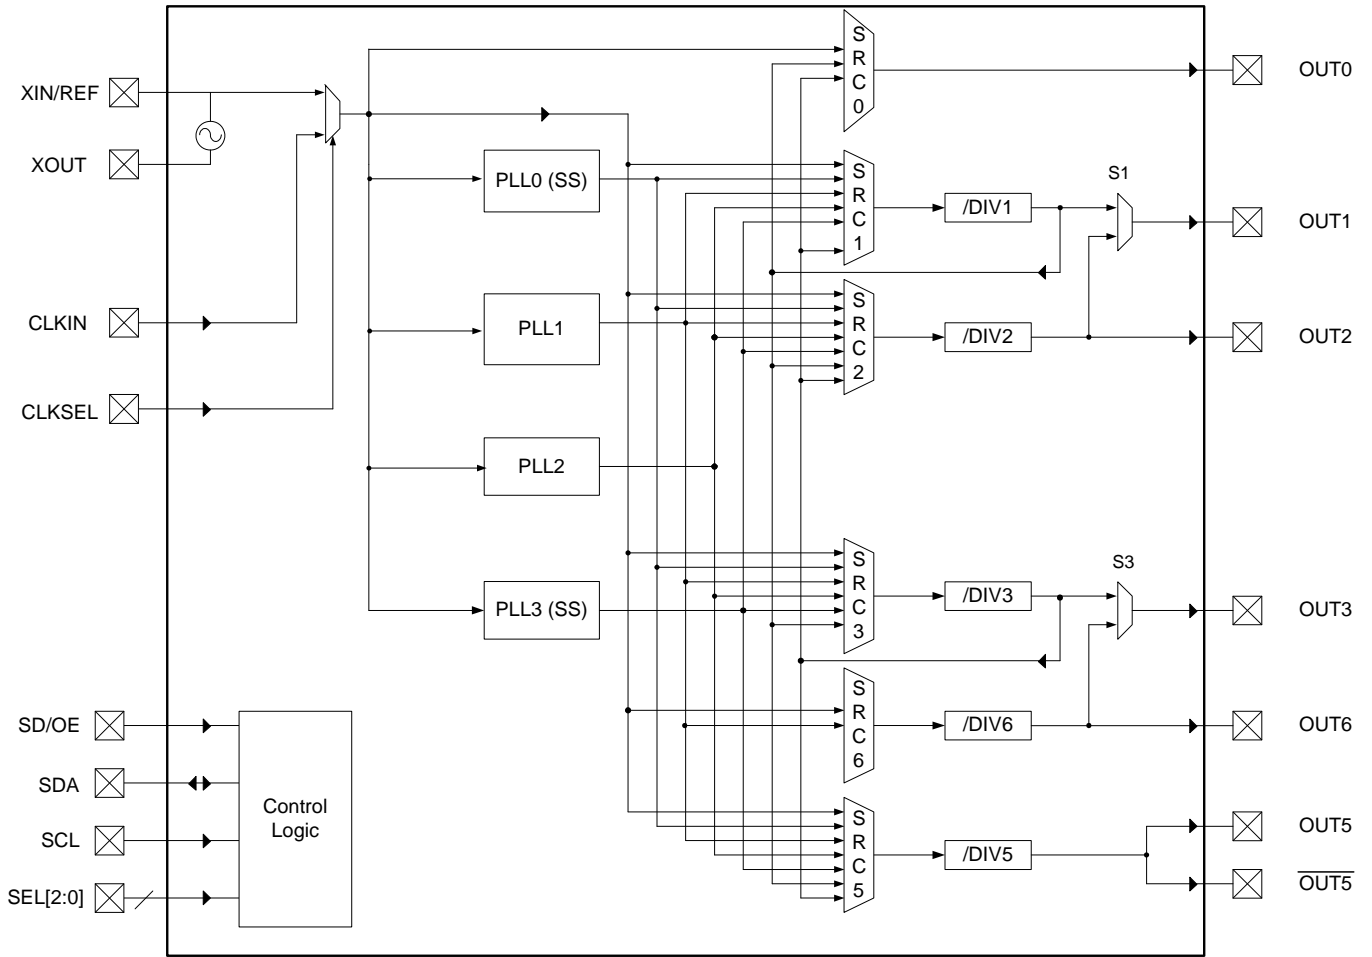 XIN/REF
XOUT
CLKIN
CLKSEL
SD/OE
SDA
SCL
SEL[2:0]
Control
Logic
PLL0 (SS)
PLL1
PLL2
PLL3 (SS)
S
R
C
0
S
R
C
1
S
R
C
2
S
R
C
3
S
R
C
6
S
R
C
5
/DIV1
/DIV2
/DIV3
/DIV6
/DIV5
S1
S3
OUT0
OUT1
OUT2
OUT3
OUT6
OUT5
OUT5